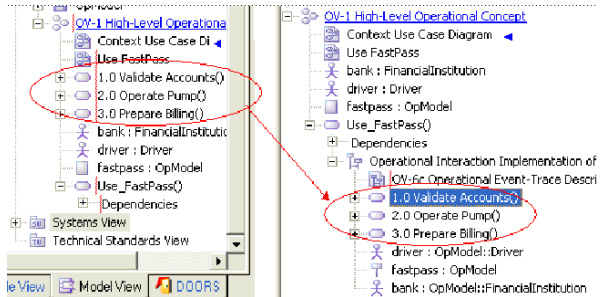 OpModel
OV-1 High-Level Operationa
Context Use Case Di
Use FastPass
1.0 Validate Accounts()
2.0 Operate Pump()
3.0 Prepare Billing()
bank : FinancialInstitutic
driver : Driver
fastpass : OpModel
Use_FastPass()
Dependencies
SU Systems View
TU Technical Standards View
e View Model View DOORS
OV-1 High-Level Operational Concept
Context Use Case Diagram
Use FastPass
bank : FinancialInstitution
driver : Driver
fastpass : OpModel
Use_FastPass()
Dependencies
Operational Interaction Implementation of
OV-6c Operational Event-Trace Descri
1.0 Validate Accounts()
2.0 Operate Pump()
3.0 Prepare Billing()
driver : OpModel::Driver
fastpass : OpModel
bank : OpModel::FinancialInstitution